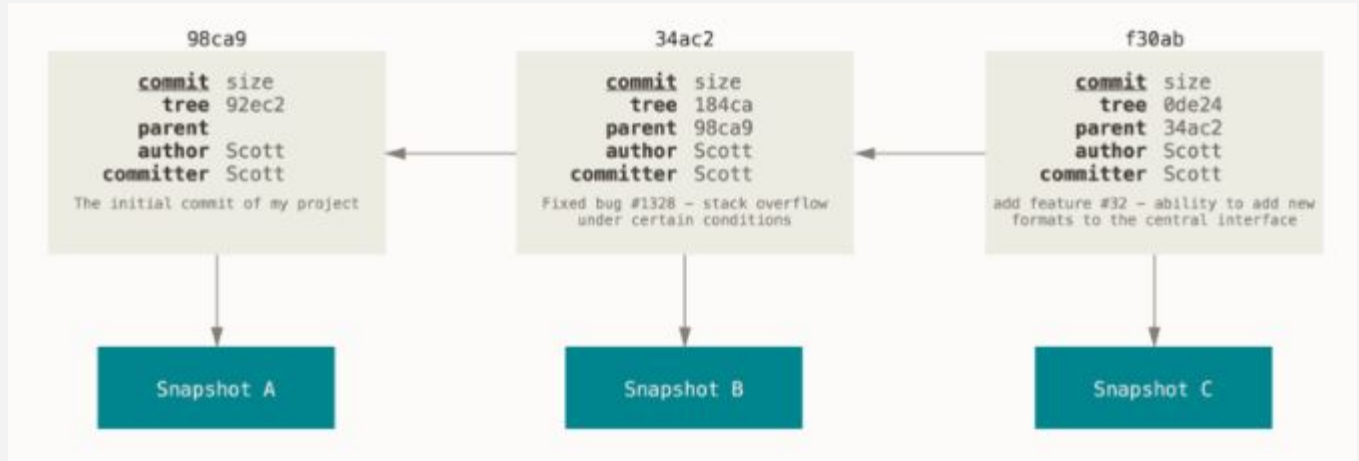 98ca9
commit size
tree 92ec2
parent
author Scott
committer Scott
The initial commit of my project
Snapshot A
34ac2
commit size
tree 184ca
parent 98ca9
author Scott
committer Scott
Fixed bug #1328 – stack overflow
under certain conditions
Snapshot B
f30ab
commit size
tree 0de24
parent 34ac2
author Scott
committer Scott
add feature #32 – ability to add new
formats to the central interface
Snapshot C